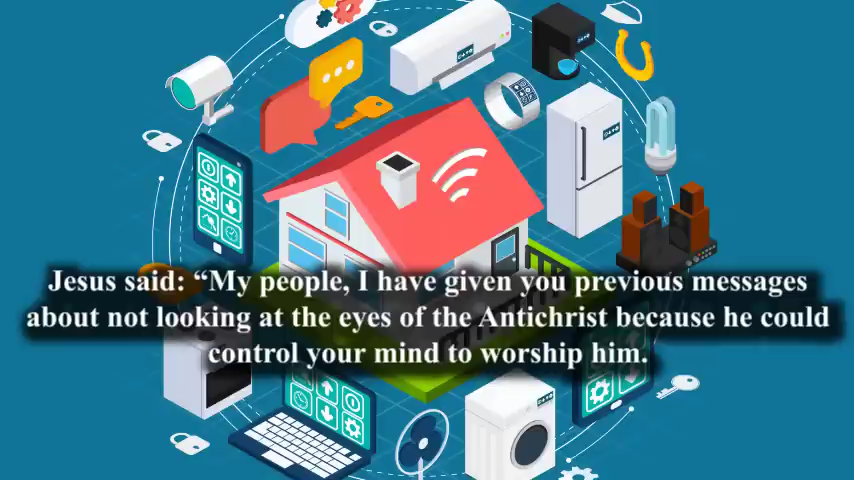 Jesus said: “My people, I have given you previous messages
about not looking at the eyes of the Antichrist because he could
control your mind to worship him.